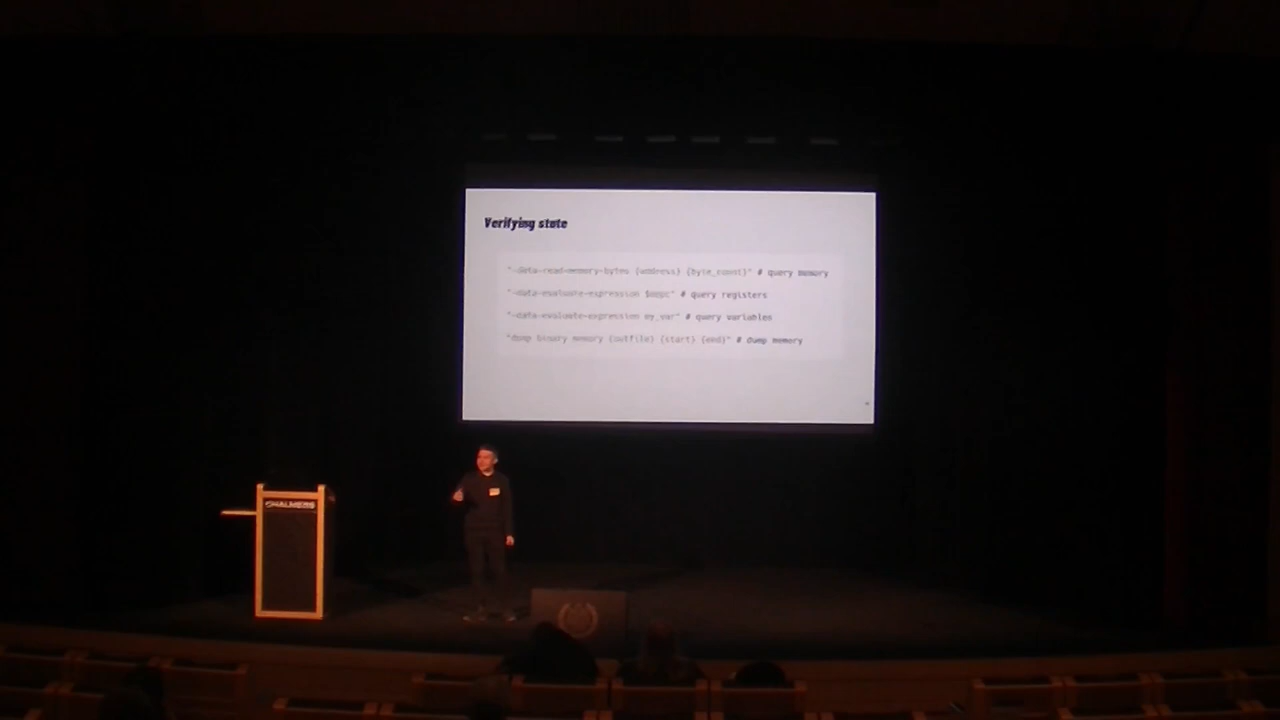 Verifying state
"-data-read-memory-bytes {address} {byte_count}" # query memory
"-data-evaluate-expression $mepc" # query registers
"-data-evaluate-expression my_var" # query variables
"dump binary memory {outfile} {start} {end}" # dump memory
CHALMERS